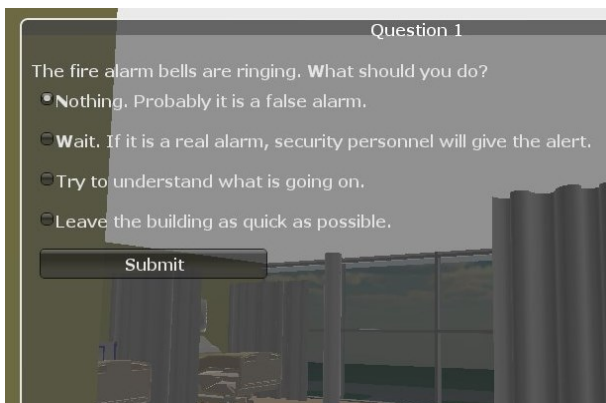 Question 1
The fire alarm bells are ringing. What should you do?
Nothing. Probably it is a false alarm.
Wait. If it is a real alarm, security personnel will give the alert.
Try to understand what is going on.
Leave the building as quick as possible.
Submit